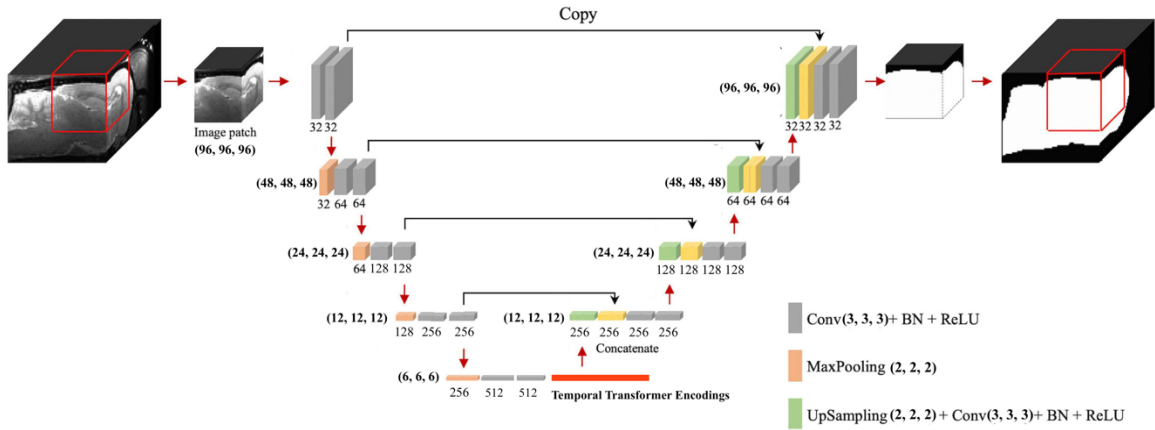 Copy
(96, 96, 96)
32 32
32 32 32 32
Image patch
(96, 96, 96)
(48, 48, 48)
32 64 64
(48, 48, 48)
64 64 64 64
(24, 24, 24)
64 128 128
(24, 24, 24)
128 128 128 128
(12, 12, 12)
128 256 256
(12, 12, 12)
256 256 256 256
Concatenate
(6, 6, 6)
256 512 512
Temporal Transformer Encodings
Conv(3, 3, 3)+ BN + ReLU
MaxPooling (2, 2, 2)
UpSampling (2, 2, 2) + Conv(3, 3, 3) + BN + ReLU